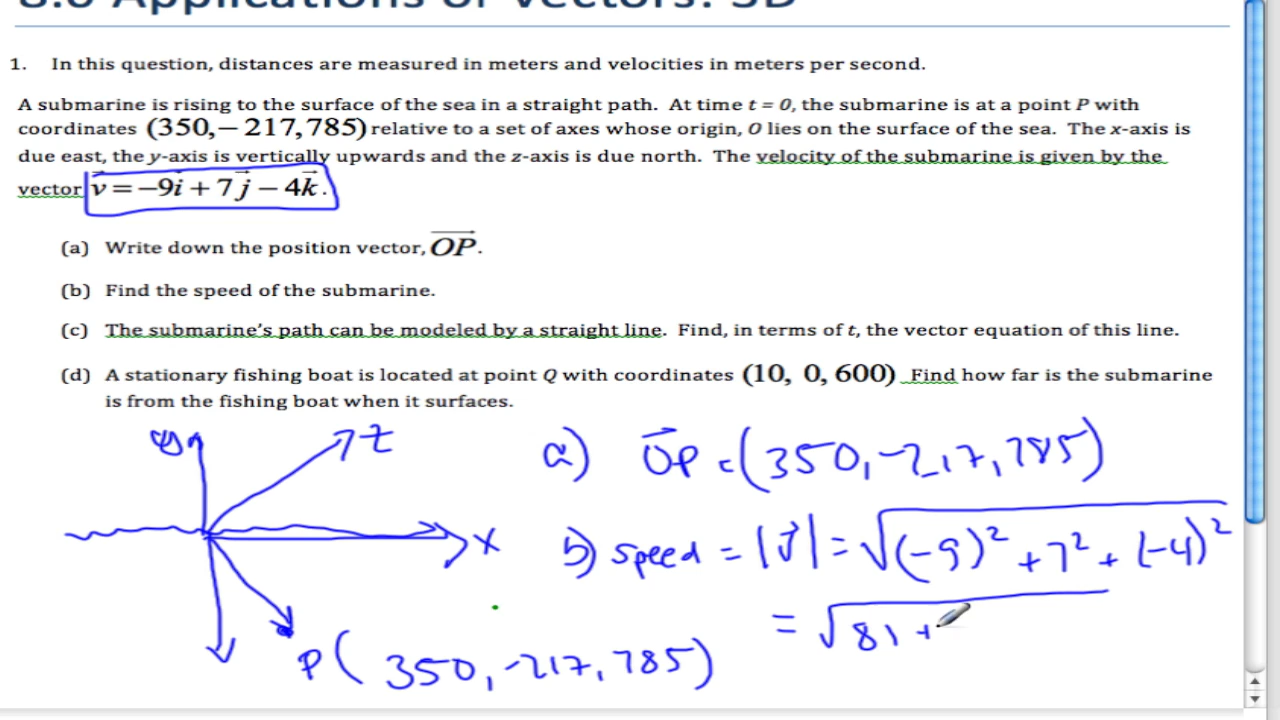 8.6 Applications of Vectors: 3D
1. In this question, distances are measured in meters and velocities in meters per second.
A submarine is rising to the surface of the sea in a straight path. At time t = 0, the submarine is at a point P with
coordinates (350,− 217,785) relative to a set of axes whose origin, O lies on the surface of the sea. The x-axis is
due east, the y-axis is vertically upwards and the z-axis is due north. The velocity of the submarine is given by the
vector v⃗ = −9i⃗ + 7j⃗ − 4k⃗.
(a) Write down the position vector, OP⃗.
(b) Find the speed of the submarine.
(c) The submarine's path can be modeled by a straight line. Find, in terms of t, the vector equation of this line.
(d) A stationary fishing boat is located at point Q with coordinates (10, 0, 600) Find how far is the submarine
is from the fishing boat when it surfaces.
y z
a) OP⃗ = (350, -217, 785)
x
b) speed = |v⃗| = √(-9)² + 7² + (-4)²
= √81 +
P(350, -217, 785)